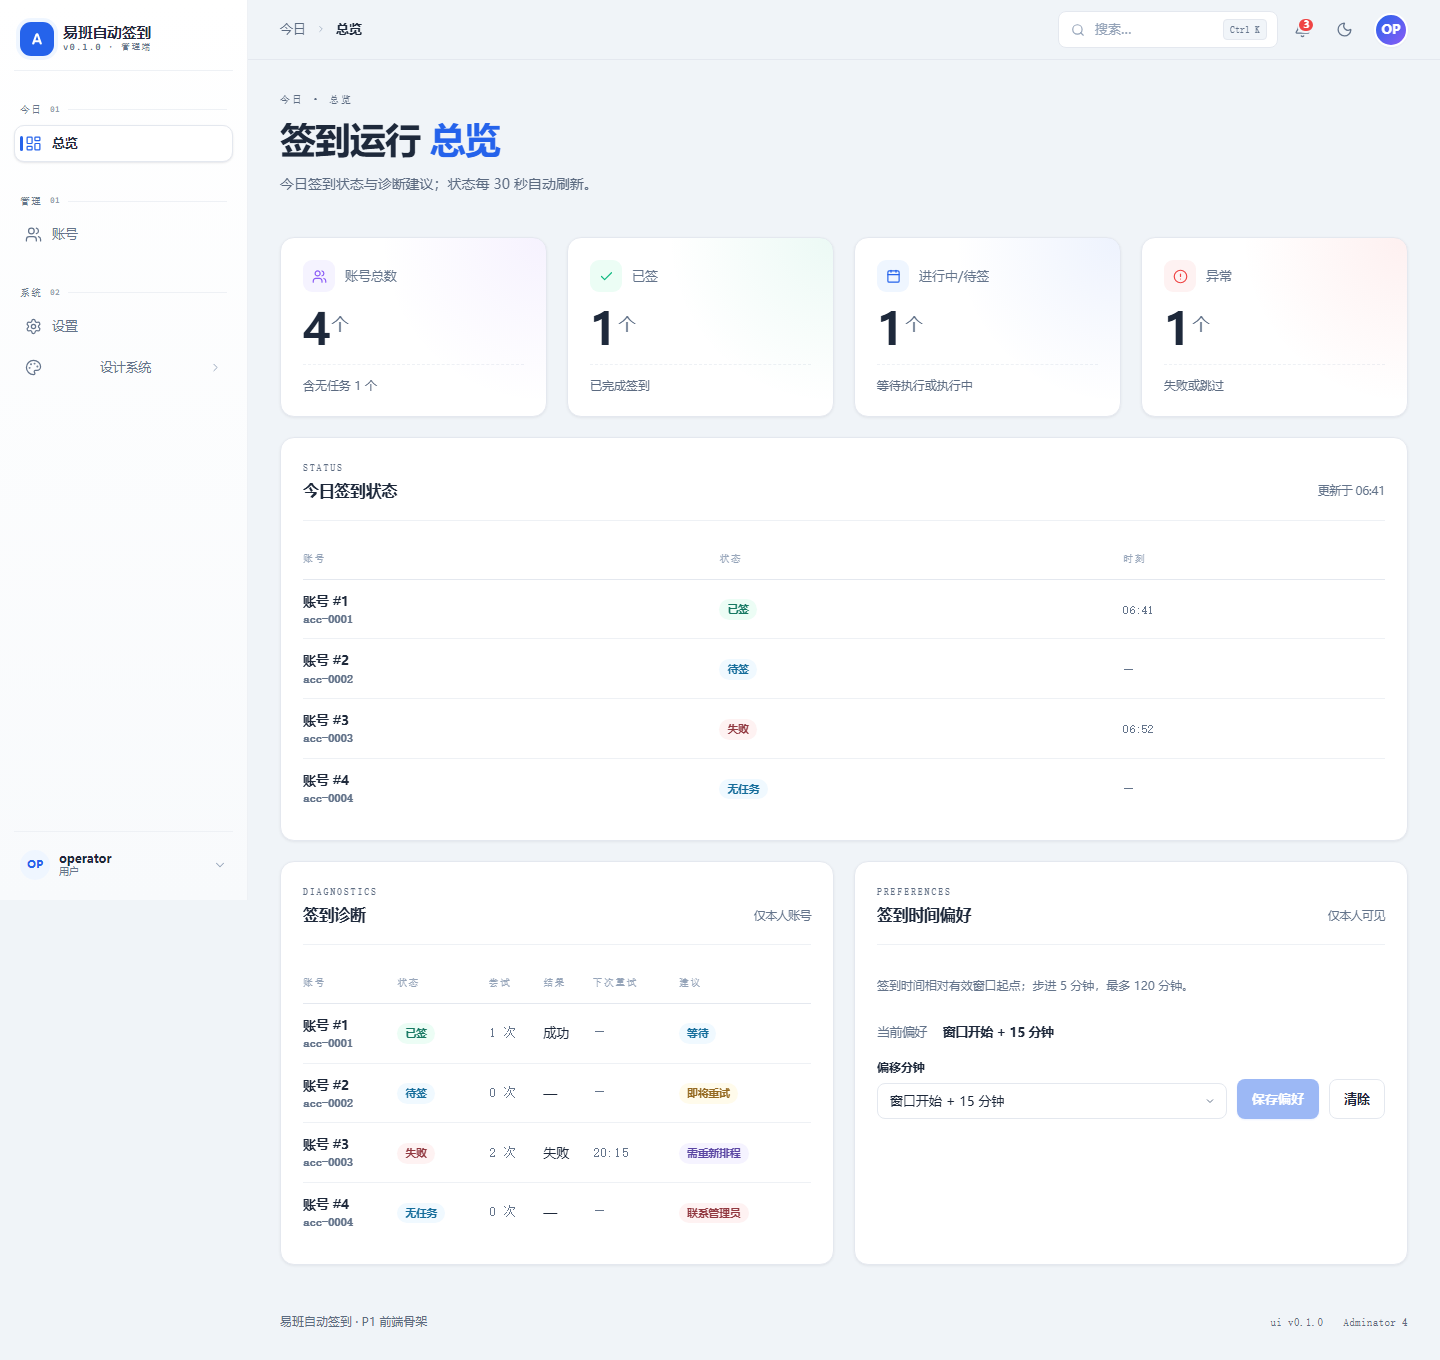 A
易班自动签到
v0.1.0 · 管理端
今日 01
总览
管理 01
账号
系统 02
设置
设计系统
OP
operator
用户
今日 › 总览
搜索... Ctrl K
3
OP
今日 • 总览
签到运行 总览
今日签到状态与诊断建议；状态每 30 秒自动刷新。
账号总数
4个
含无任务 1 个
已签
1个
已完成签到
进行中/待签
1个
等待执行或执行中
异常
1个
失败或跳过
STATUS
今日签到状态
更新于 06:41
账号 状态 时刻
账号 #1
acc-0001
已签
06:41
账号 #2
acc-0002
待签
—
账号 #3
acc-0003
失败
06:52
账号 #4
acc-0004
无任务
—
DIAGNOSTICS
签到诊断
仅本人账号
账号 状态 尝试 结果 下次重试 建议
账号 #1
acc-0001
已签 1 次 成功 — 等待
账号 #2
acc-0002
待签 0 次 — — 即将重试
账号 #3
acc-0003
失败 2 次 失败 20:15 需重新排程
账号 #4
acc-0004
无任务 0 次 — — 联系管理员
PREFERENCES
签到时间偏好
仅本人可见
签到时间相对有效窗口起点；步进 5 分钟，最多 120 分钟。
当前偏好 窗口开始 + 15 分钟
偏移分钟
窗口开始 + 15 分钟
保存偏好
清除
易班自动签到 · P1 前端骨架
ui v0.1.0 Adminator 4